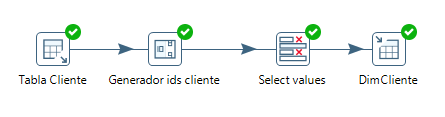 Tabla Cliente
Generador ids cliente
Select values
DimCliente